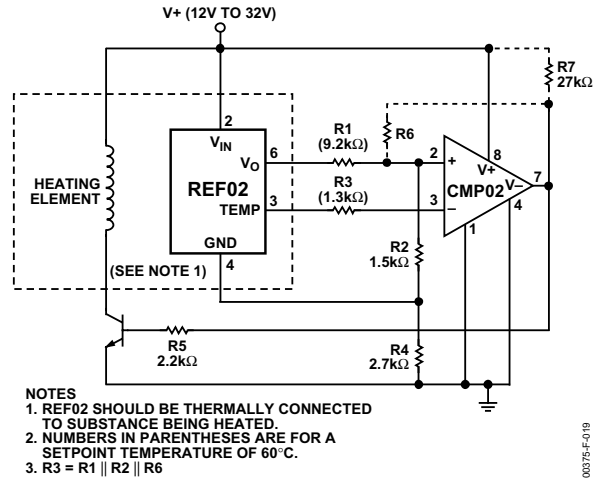 V+ (12V TO 32V)
R7
27kΩ
2
VIN
R1
(9.2kΩ)
R6
8
V+
6
VO
2
+
7
HEATING
ELEMENT
REF02
R3
(1.3kΩ)
CMP02
V–
TEMP
3
3
–
4
1
GND
4
R2
1.5kΩ
(SEE NOTE 1)
R5
2.2kΩ
R4
2.7kΩ
NOTES
1. REF02 SHOULD BE THERMALLY CONNECTED
TO SUBSTANCE BEING HEATED.
2. NUMBERS IN PARENTHESES ARE FOR A
SETPOINT TEMPERATURE OF 60°C.
3. R3 = R1 || R2 || R6
00375-F-019